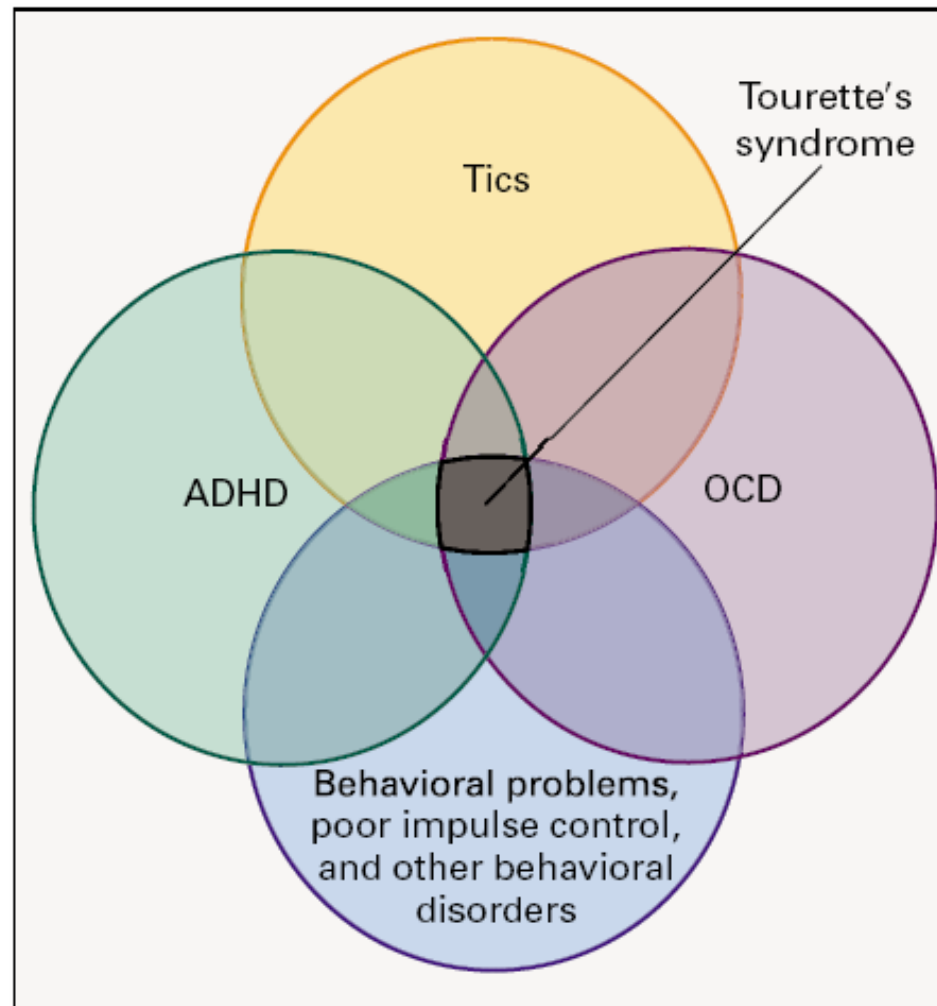 Tourette's
syndrome
Tics
ADHD
OCD
Behavioral problems,
poor impulse control,
and other behavioral
disorders